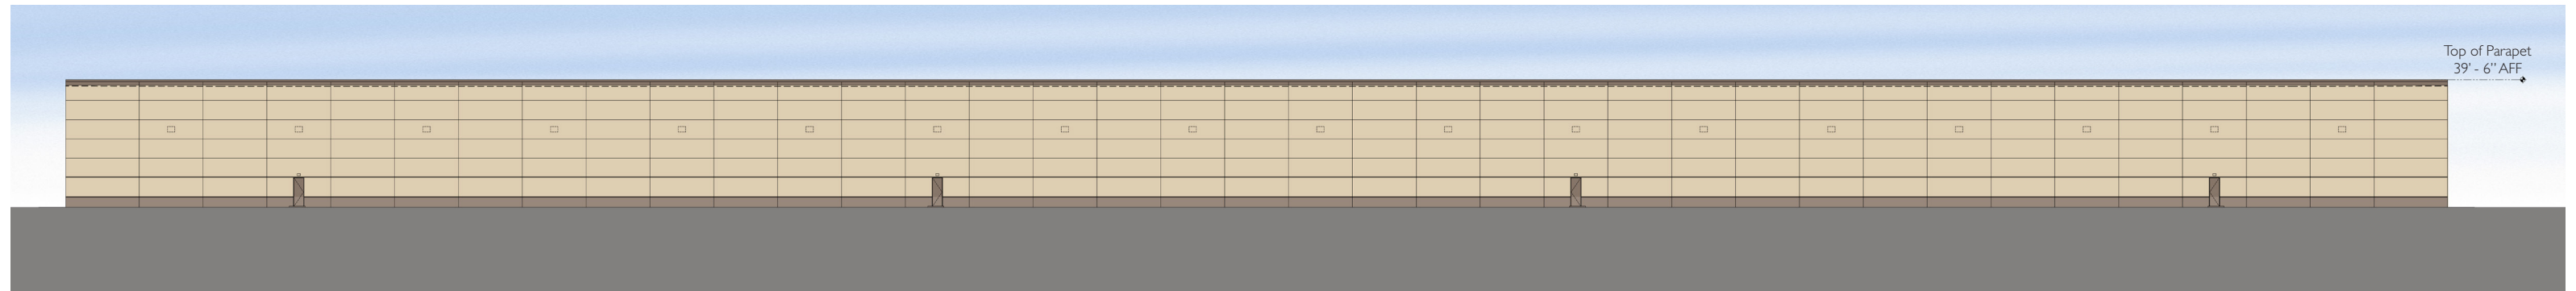 Top of Parapet
39' - 6" AFF